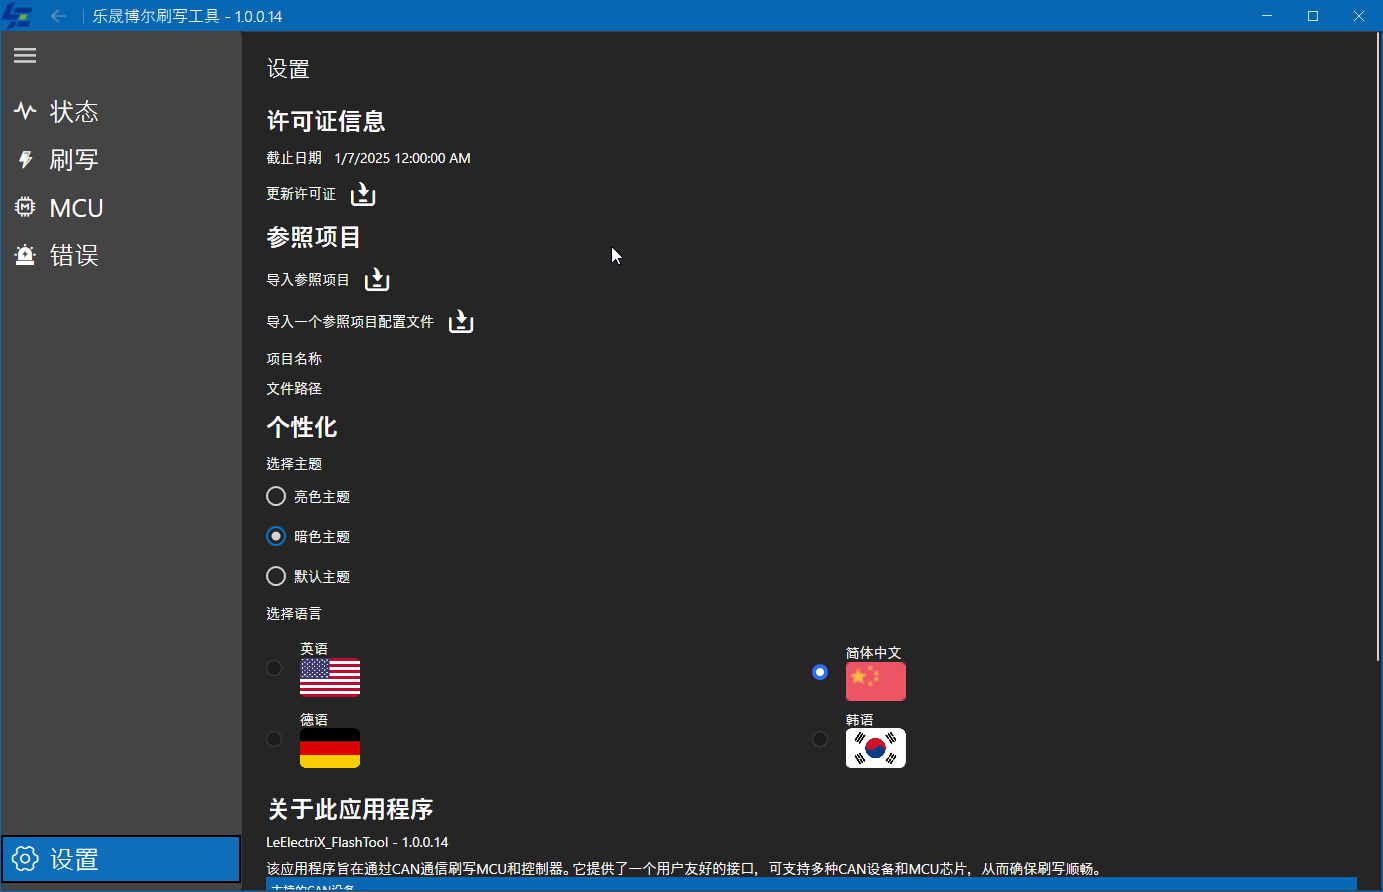 乐晟博尔刷写工具 - 1.0.0.14
状态
刷写
MCU
错误
设置
设置
许可证信息
截止日期 1/7/2025 12:00:00 AM
更新许可证
参照项目
导入参照项目
导入一个参照项目配置文件
项目名称
文件路径
个性化
选择主题
亮色主题
暗色主题
默认主题
选择语言
英语
简体中文
德语
韩语
关于此应用程序
LeElectriX_FlashTool - 1.0.0.14
该应用程序旨在通过CAN通信刷写MCU和控制器。它提供了一个用户友好的接口，可支持多种CAN设备和MCU芯片，从而确保刷写顺畅。
支持的CAN设备